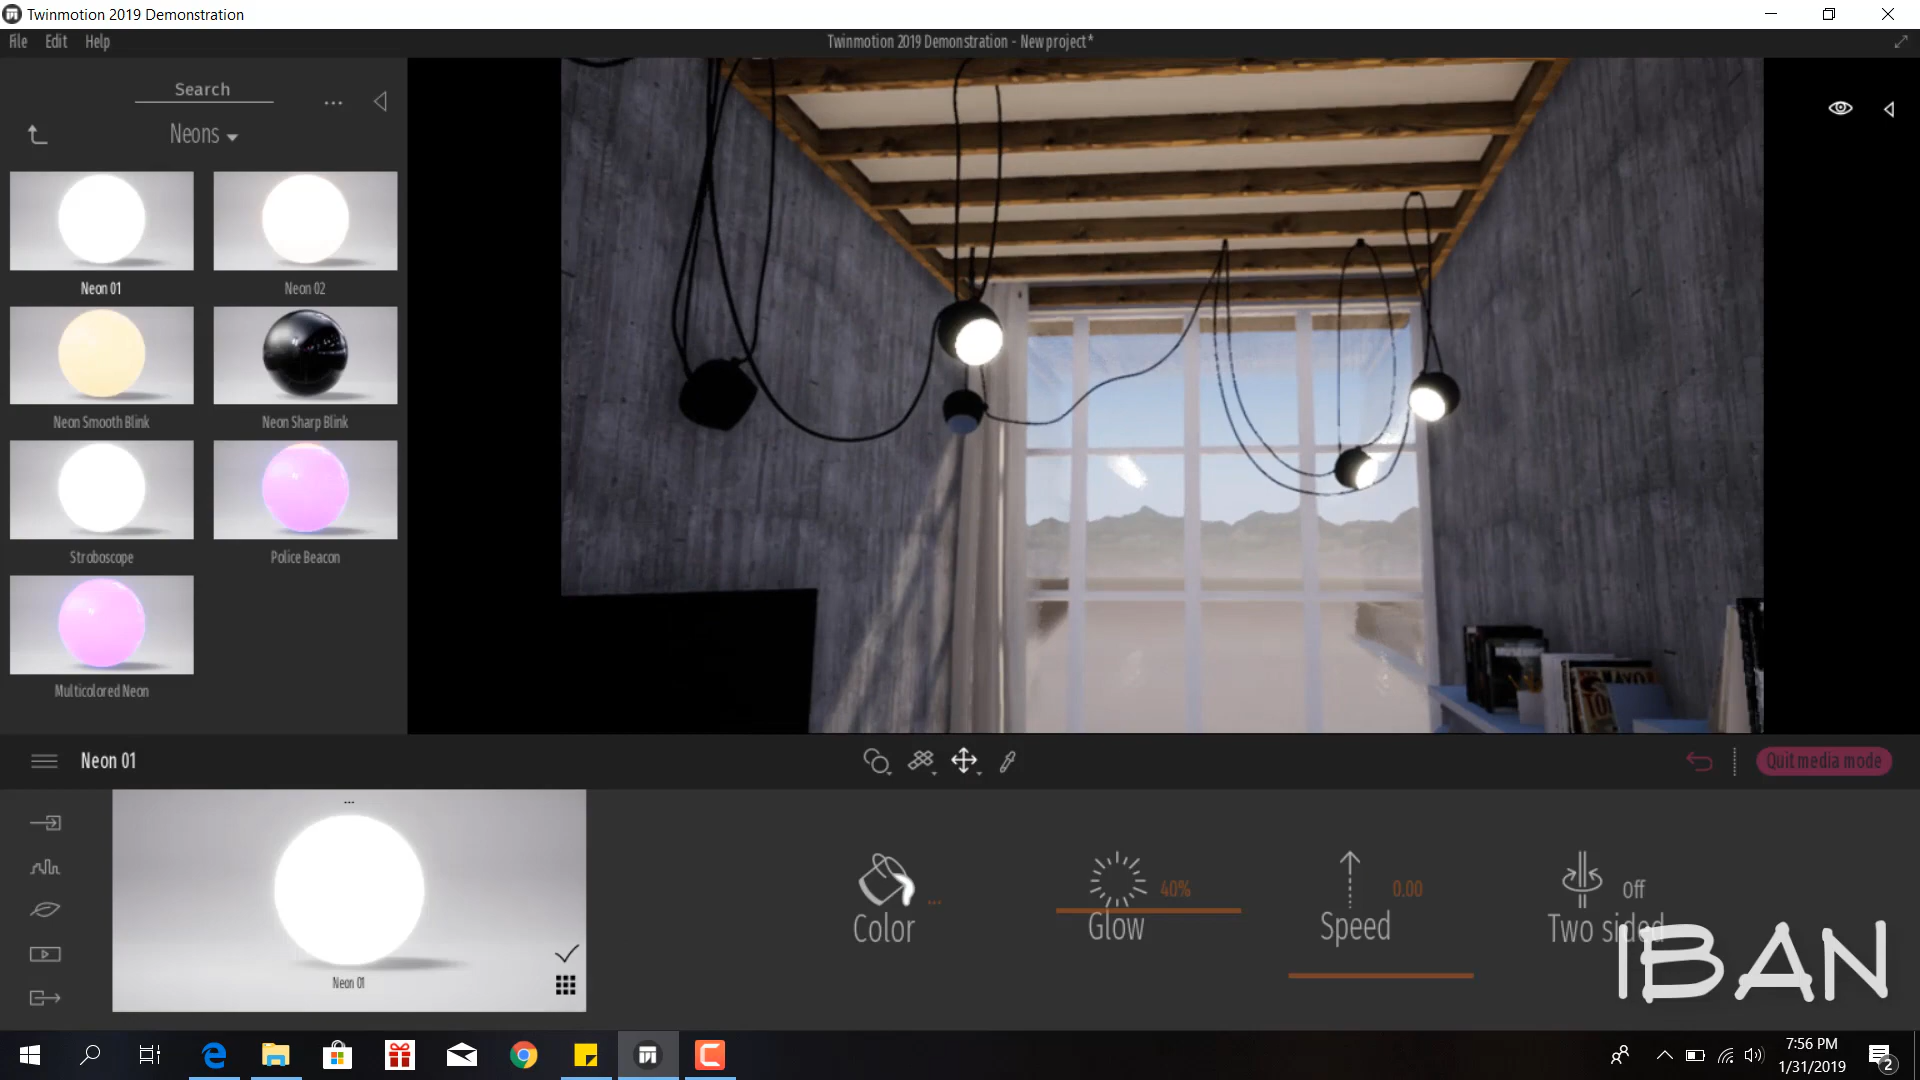 Twinmotion 2019 Demonstration
File Edit Help
Twinmotion 2019 Demonstration - New project*
Search
...
Neons
Neon 01
Neon 02
Neon Smooth Blink
Neon Sharp Blink
Stroboscope
Police Beacon
Multicolored Neon
Neon 01
Quit media mode
...
Neon 01
Color
...
40%
Glow
0.00
Speed
Off
Two sided
IBAN
7:56 PM
1/31/2019
2